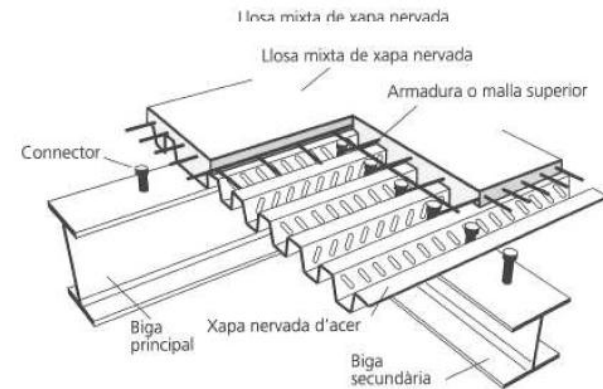 Llosa mixta de xapa nervada
Llosa mixta de xapa nervada
Armadura o malla superior
Connector
Biga
principal
Xapa nervada d'acer
Biga
secundària